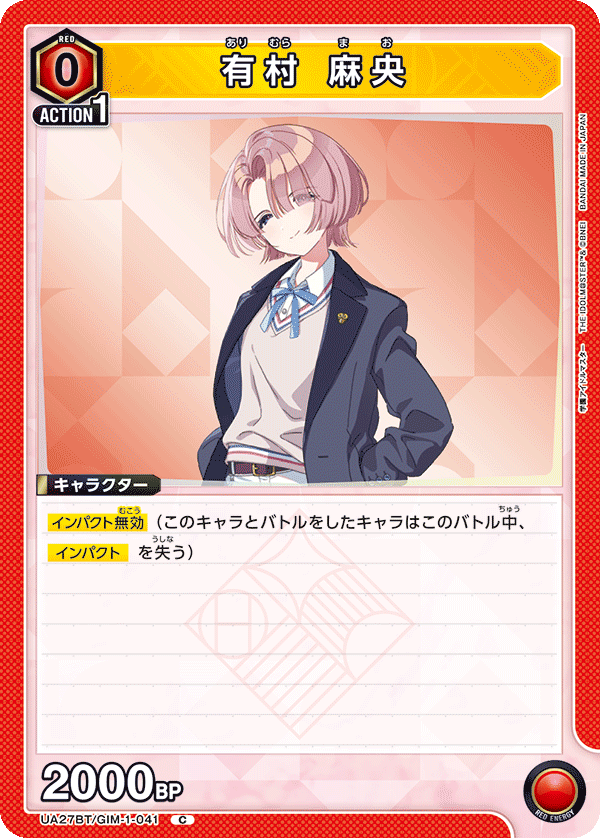 RED
0
ACTION 1
あり むら ま お
有村 麻央
BANDAI MADE IN JAPAN
THE IDOLM@STER™& ©BNEI
学園アイドルマスター
キャラクター
むこう ちゅう
インパクト無効（このキャラとバトルをしたキャラはこのバトル中、
うしな
インパクト を失う）
2000BP
RED ENERGY
UA27BT/GIM-1-041 C